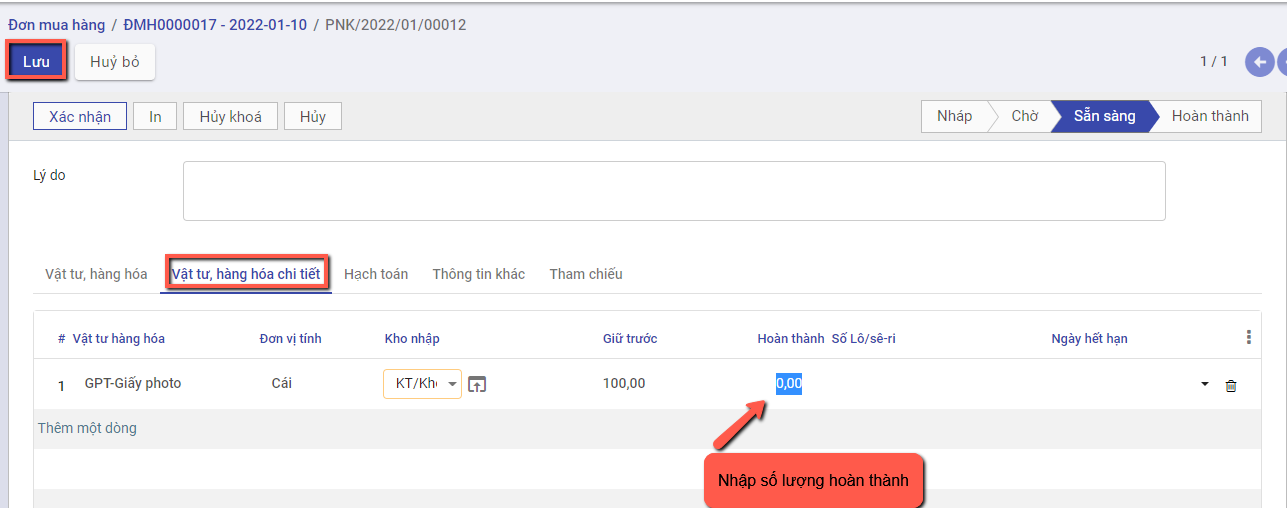 Đơn mua hàng / ĐMH0000017 - 2022-01-10 / PNK/2022/01/00012
Lưu Huỷ bỏ 1 / 1
Xác nhận In Hủy khoá Hủy Nháp Chờ Sẵn sàng Hoàn thành
Lý do
Vật tư, hàng hóa Vật tư, hàng hóa chi tiết Hạch toán Thông tin khác Tham chiếu
# Vật tư hàng hóa Đơn vị tính Kho nhập Giữ trước Hoàn thành Số Lô/sê-ri Ngày hết hạn
1 GPT-Giấy photo Cái KT/Kh 100,00 0,00
Thêm một dòng
Nhập số lượng hoàn thành